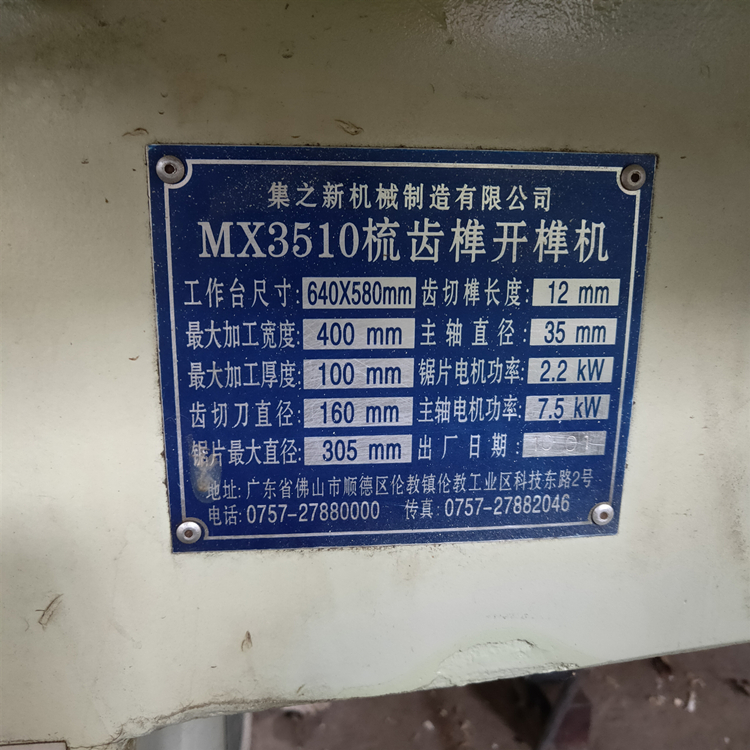 集之新机械制造有限公司
MX3510梳齿榫开榫机
工作台尺寸: 640X580mm 齿切榫长度: 12 mm
最大加工宽度: 400 mm 主轴直径: 35 mm
最大加工厚度: 100 mm 锯片电机功率: 2.2 kW
齿切刀直径: 160 mm 主轴电机功率: 7.5 kW
锯片最大直径: 305 mm 出厂日期:
地址: 广东省佛山市顺德区伦教镇伦教工业区科技东路2号
电话: 0757-27880000 传真: 0757-27882046